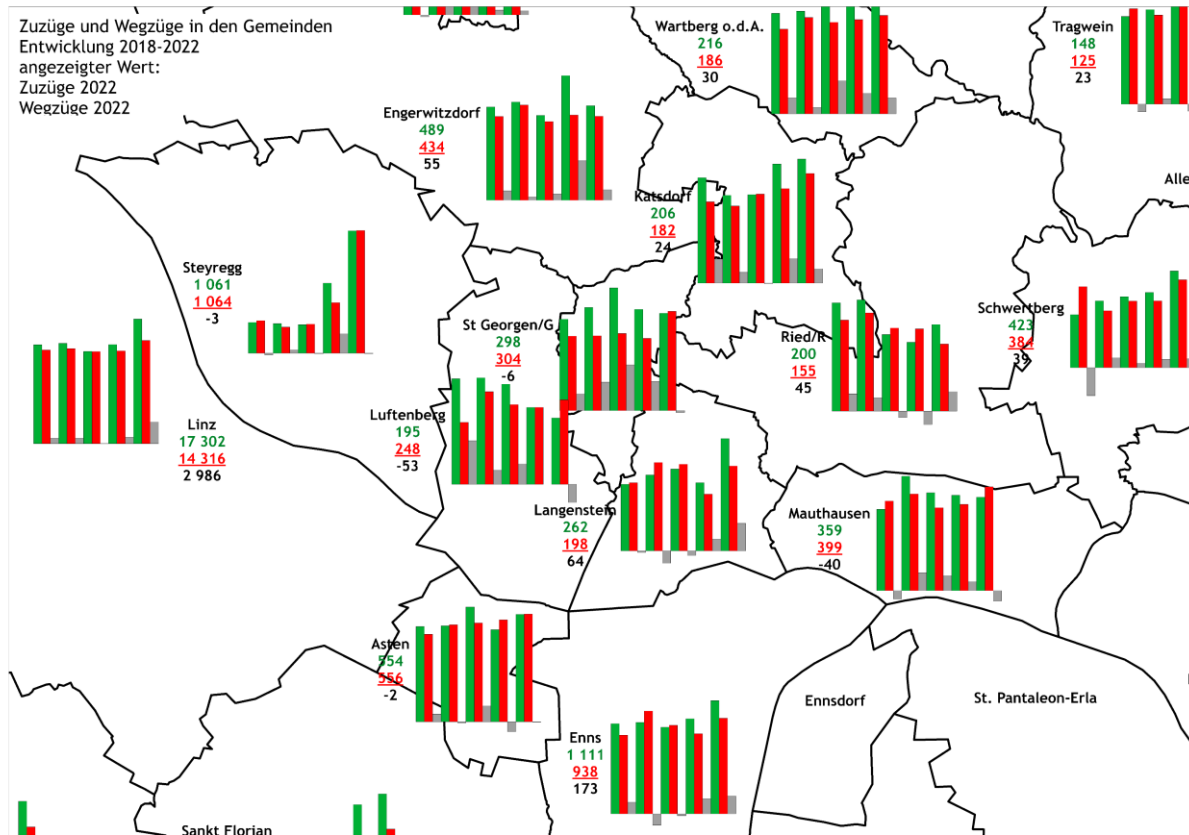 Zuzüge und Wegzüge in den Gemeinden
Entwicklung 2018-2022
angezeigter Wert:
Zuzüge 2022
Wegzüge 2022
Wartberg o.d.A.
216
186
30
Tragwein
148
125
23
Engerwitzdorf
489
434
55
Katsdorf
206
182
24
Alle
Steyregg
1 061
1 064
-3
St Georgen/G
298
304
-6
Ried/R
200
155
45
Schwertberg
423
384
39
Linz
17 302
14 316
2 986
Luftenberg
195
248
-53
Langenstein
262
198
64
Mauthausen
359
399
-40
Asten
554
556
-2
Ennsdorf
St. Pantaleon-Erla
Enns
1 111
938
173
Sankt Florian